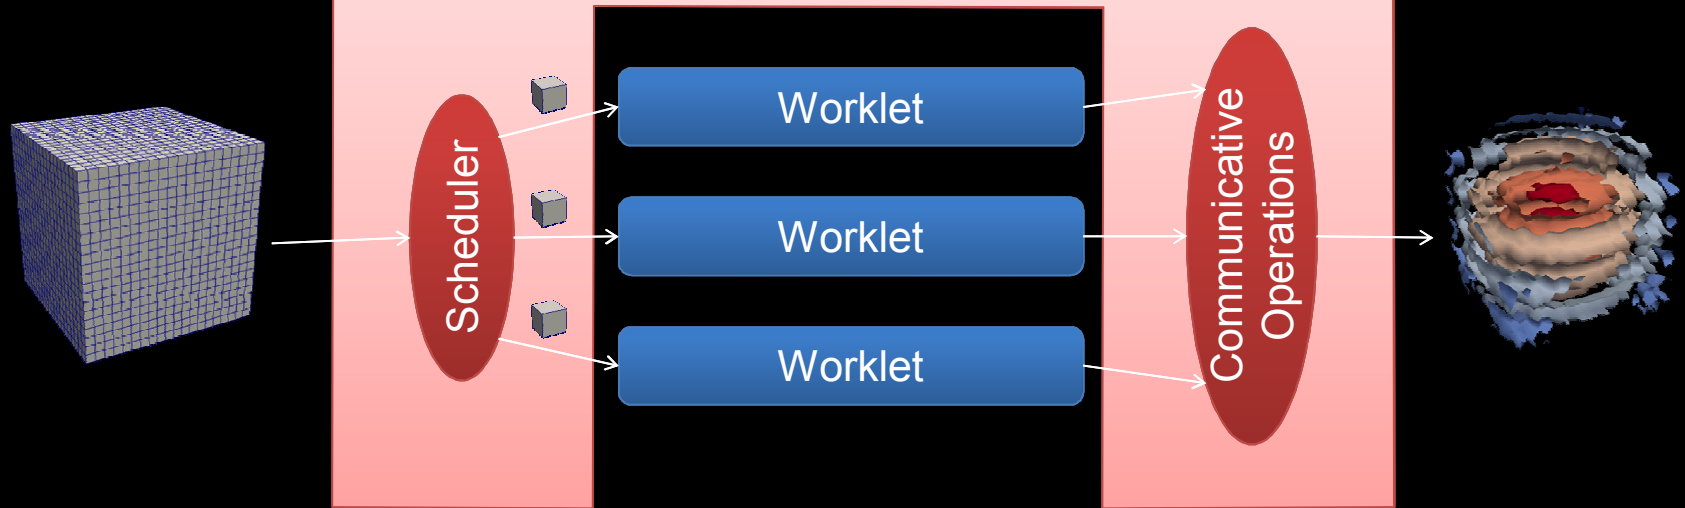 Scheduler
Worklet
Worklet
Worklet
Communicative
Operations